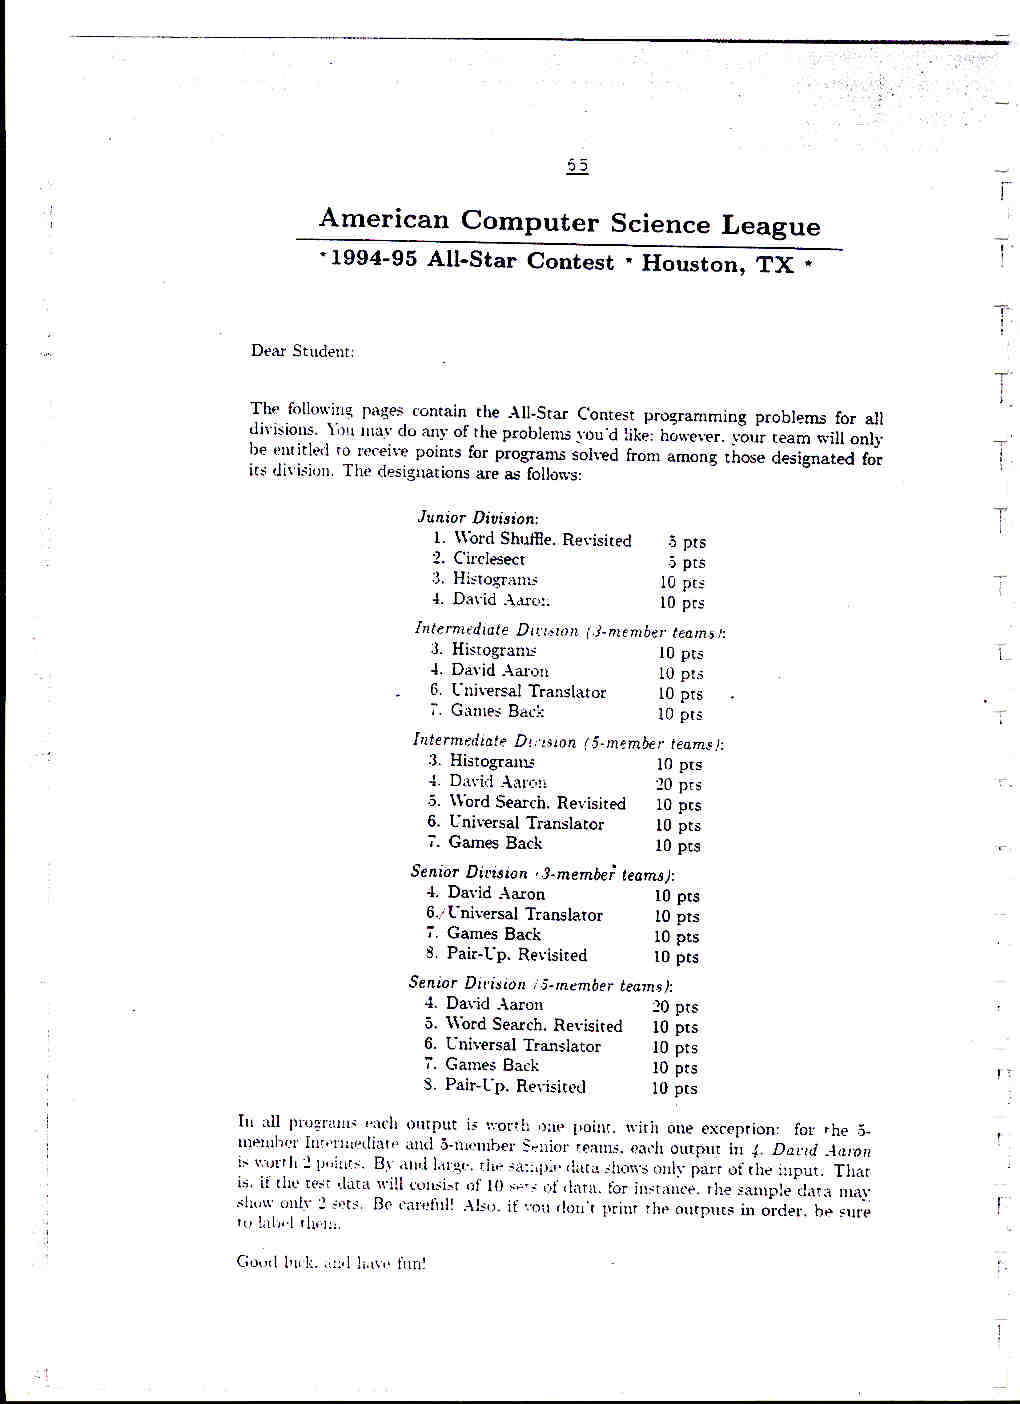 55
American Computer Science League
*1994-95 All-Star Contest * Houston, TX *
Dear Student:
The following pages contain the All-Star Contest programming problems for all
divisions. You may do any of the problems you'd like; however, your team will only
be entitled to receive points for programs solved from among those designated for
its division. The designations are as follows:
Junior Division:
1. Word Shuffle, Revisited 5 pts
2. Circlesect 5 pts
3. Histograms 10 pts
4. David Aaron 10 pts
Intermediate Division (3-member teams):
3. Histograms 10 pts
4. David Aaron 10 pts
6. Universal Translator 10 pts
7. Games Back 10 pts
Intermediate Division (5-member teams):
3. Histograms 10 pts
4. David Aaron 20 pts
5. Word Search, Revisited 10 pts
6. Universal Translator 10 pts
7. Games Back 10 pts
Senior Division (3-member teams):
4. David Aaron 10 pts
6. Universal Translator 10 pts
7. Games Back 10 pts
8. Pair-Up, Revisited 10 pts
Senior Division (5-member teams):
4. David Aaron 20 pts
5. Word Search, Revisited 10 pts
6. Universal Translator 10 pts
7. Games Back 10 pts
8. Pair-Up, Revisited 10 pts
In all programs each output is worth one point, with one exception: for the 5-
member Intermediate and 5-member Senior teams, each output in 4. David Aaron
is worth 2 points. By and large, the sample data shows only part of the input. That
is, if the test data will consist of 10 sets of data, for instance, the sample data may
show only 2 sets. Be careful! Also, if you don't print the outputs in order, be sure
to label them.
Good luck, and have fun!